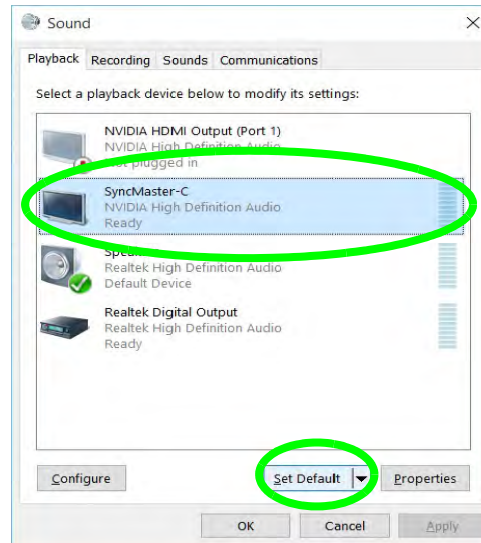 Sound
Playback Recording Sounds Communications
Select a playback device below to modify its settings:
NVIDIA HDMI Output (Port 1)
NVIDIA High Definition Audio
plugged in
SyncMaster-C
NVIDIA High Definition Audio
Ready
Realtek High Definition Audio
Default Device
Realtek Digital Output
Realtek High Definition Audio
Ready
Configure Set Default Properties
OK Cancel Apply